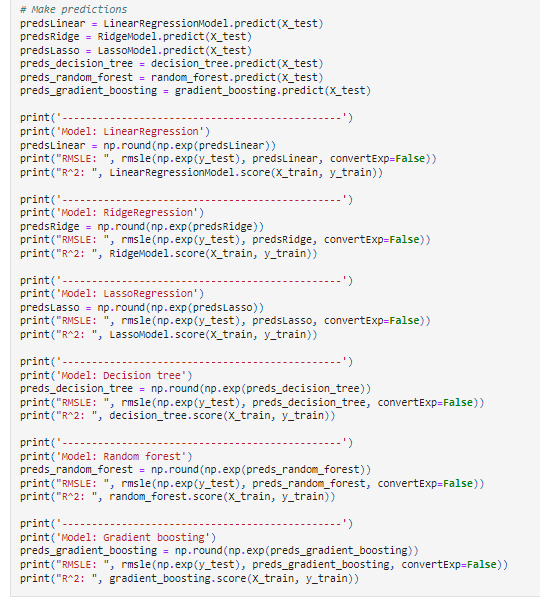 # Make predictions
predsLinear = LinearRegressionModel.predict(X_test)
predsRidge = RidgeModel.predict(X_test)
predsLasso = LassoModel.predict(X_test)
preds_decision_tree = decision_tree.predict(X_test)
preds_random_forest = random_forest.predict(X_test)
preds_gradient_boosting = gradient_boosting.predict(X_test)
print('---------------------------------------------')
print('Model: LinearRegression')
predsLinear = np.round(np.exp(predsLinear))
print("RMSLE: ", rmsle(np.exp(y_test), predsLinear, convertExp=False))
print("R^2: ", LinearRegressionModel.score(X_train, y_train))
print('---------------------------------------------')
print('Model: RidgeRegression')
predsRidge = np.round(np.exp(predsRidge))
print("RMSLE: ", rmsle(np.exp(y_test), predsRidge, convertExp=False))
print("R^2: ", RidgeModel.score(X_train, y_train))
print('---------------------------------------------')
print('Model: LassoRegression')
predsLasso = np.round(np.exp(predsLasso))
print("RMSLE: ", rmsle(np.exp(y_test), predsLasso, convertExp=False))
print("R^2: ", LassoModel.score(X_train, y_train))
print('---------------------------------------------')
print('Model: Decision tree')
preds_decision_tree = np.round(np.exp(preds_decision_tree))
print("RMSLE: ", rmsle(np.exp(y_test), preds_decision_tree, convertExp=False))
print("R^2: ", decision_tree.score(X_train, y_train))
print('---------------------------------------------')
print('Model: Random forest')
preds_random_forest = np.round(np.exp(preds_random_forest))
print("RMSLE: ", rmsle(np.exp(y_test), preds_random_forest, convertExp=False))
print("R^2: ", random_forest.score(X_train, y_train))
print('---------------------------------------------')
print('Model: Gradient boosting')
preds_gradient_boosting = np.round(np.exp(preds_gradient_boosting))
print("RMSLE: ", rmsle(np.exp(y_test), preds_gradient_boosting, convertExp=False))
print("R^2: ", gradient_boosting.score(X_train, y_train))